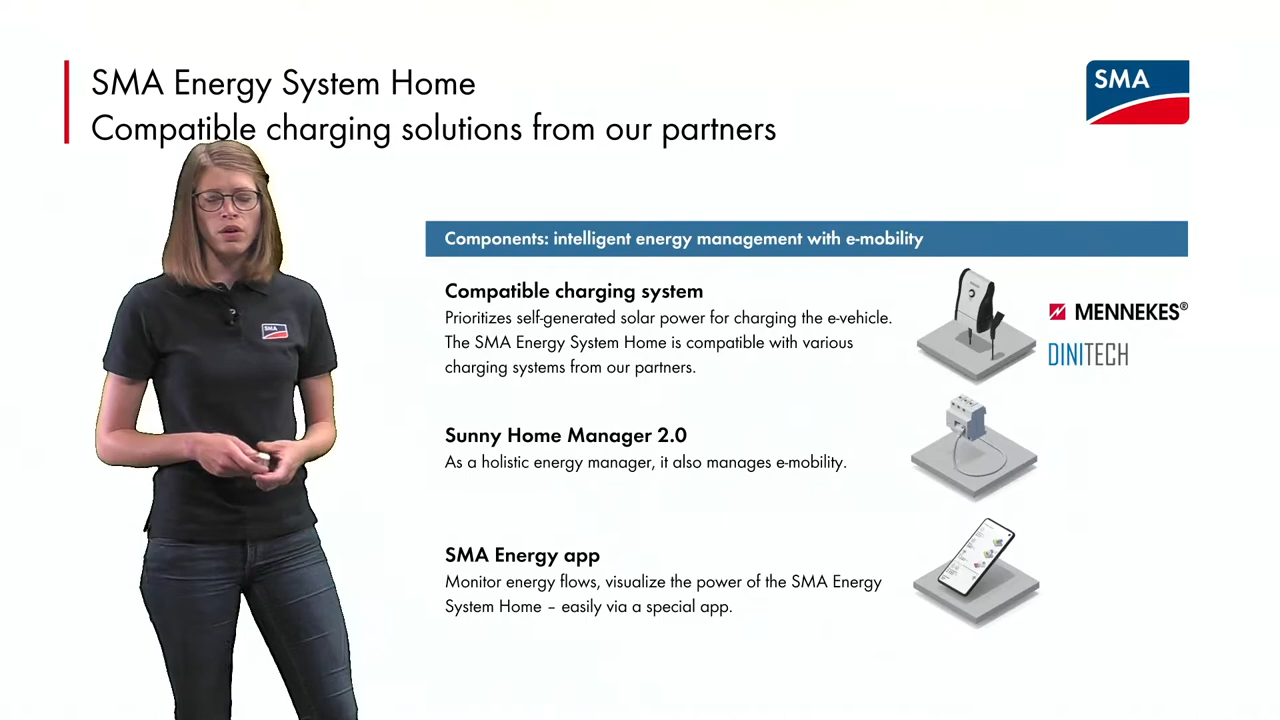 SMA Energy System Home
Compatible charging solutions from our partners
SMA
Components: intelligent energy management with e-mobility
Compatible charging system
Prioritizes self-generated solar power for charging the e-vehicle.
The SMA Energy System Home is compatible with various
charging systems from our partners.
MENNEKES®
DINITECH
Sunny Home Manager 2.0
As a holistic energy manager, it also manages e-mobility.
SMA Energy app
Monitor energy flows, visualize the power of the SMA Energy
System Home – easily via a special app.
SMA